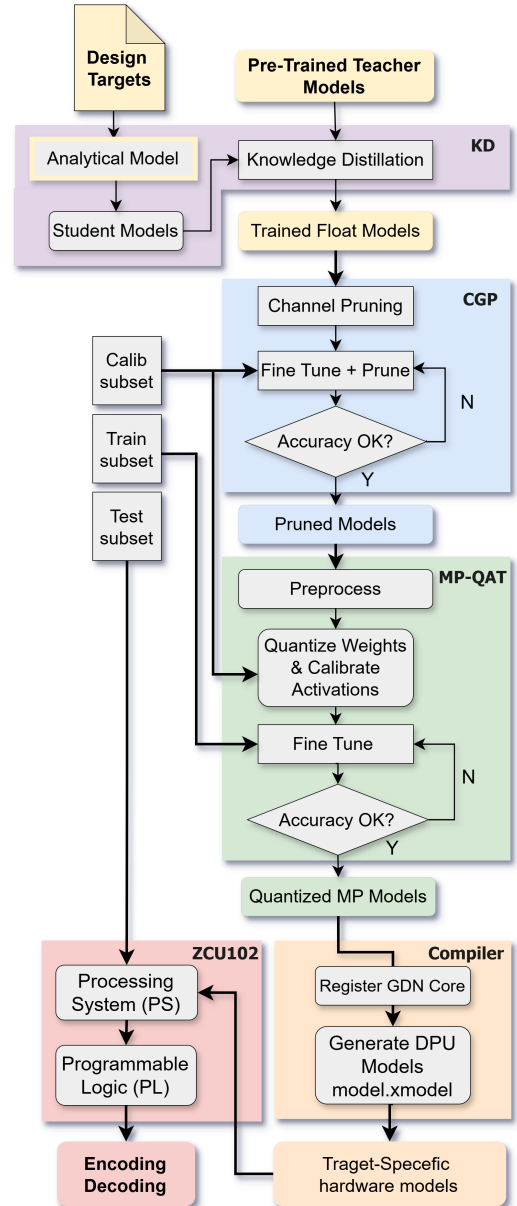 Design
Targets
Pre-Trained Teacher
Models
KD
Analytical Model
Knowledge Distillation
Student Models
Trained Float Models
CGP
Channel Pruning
Calib
subset
Fine Tune + Prune
N
Train
subset
Accuracy OK?
Y
Test
subset
Pruned Models
MP-QAT
Preprocess
Quantize Weights
& Calibrate
Activations
Fine Tune
N
Accuracy OK?
Y
Quantized MP Models
ZCU102
Compiler
Processing
System (PS)
Register GDN Core
Programmable
Logic (PL)
Generate DPU
Models
model.xmodel
Encoding
Decoding
Traget-Specefic
hardware models